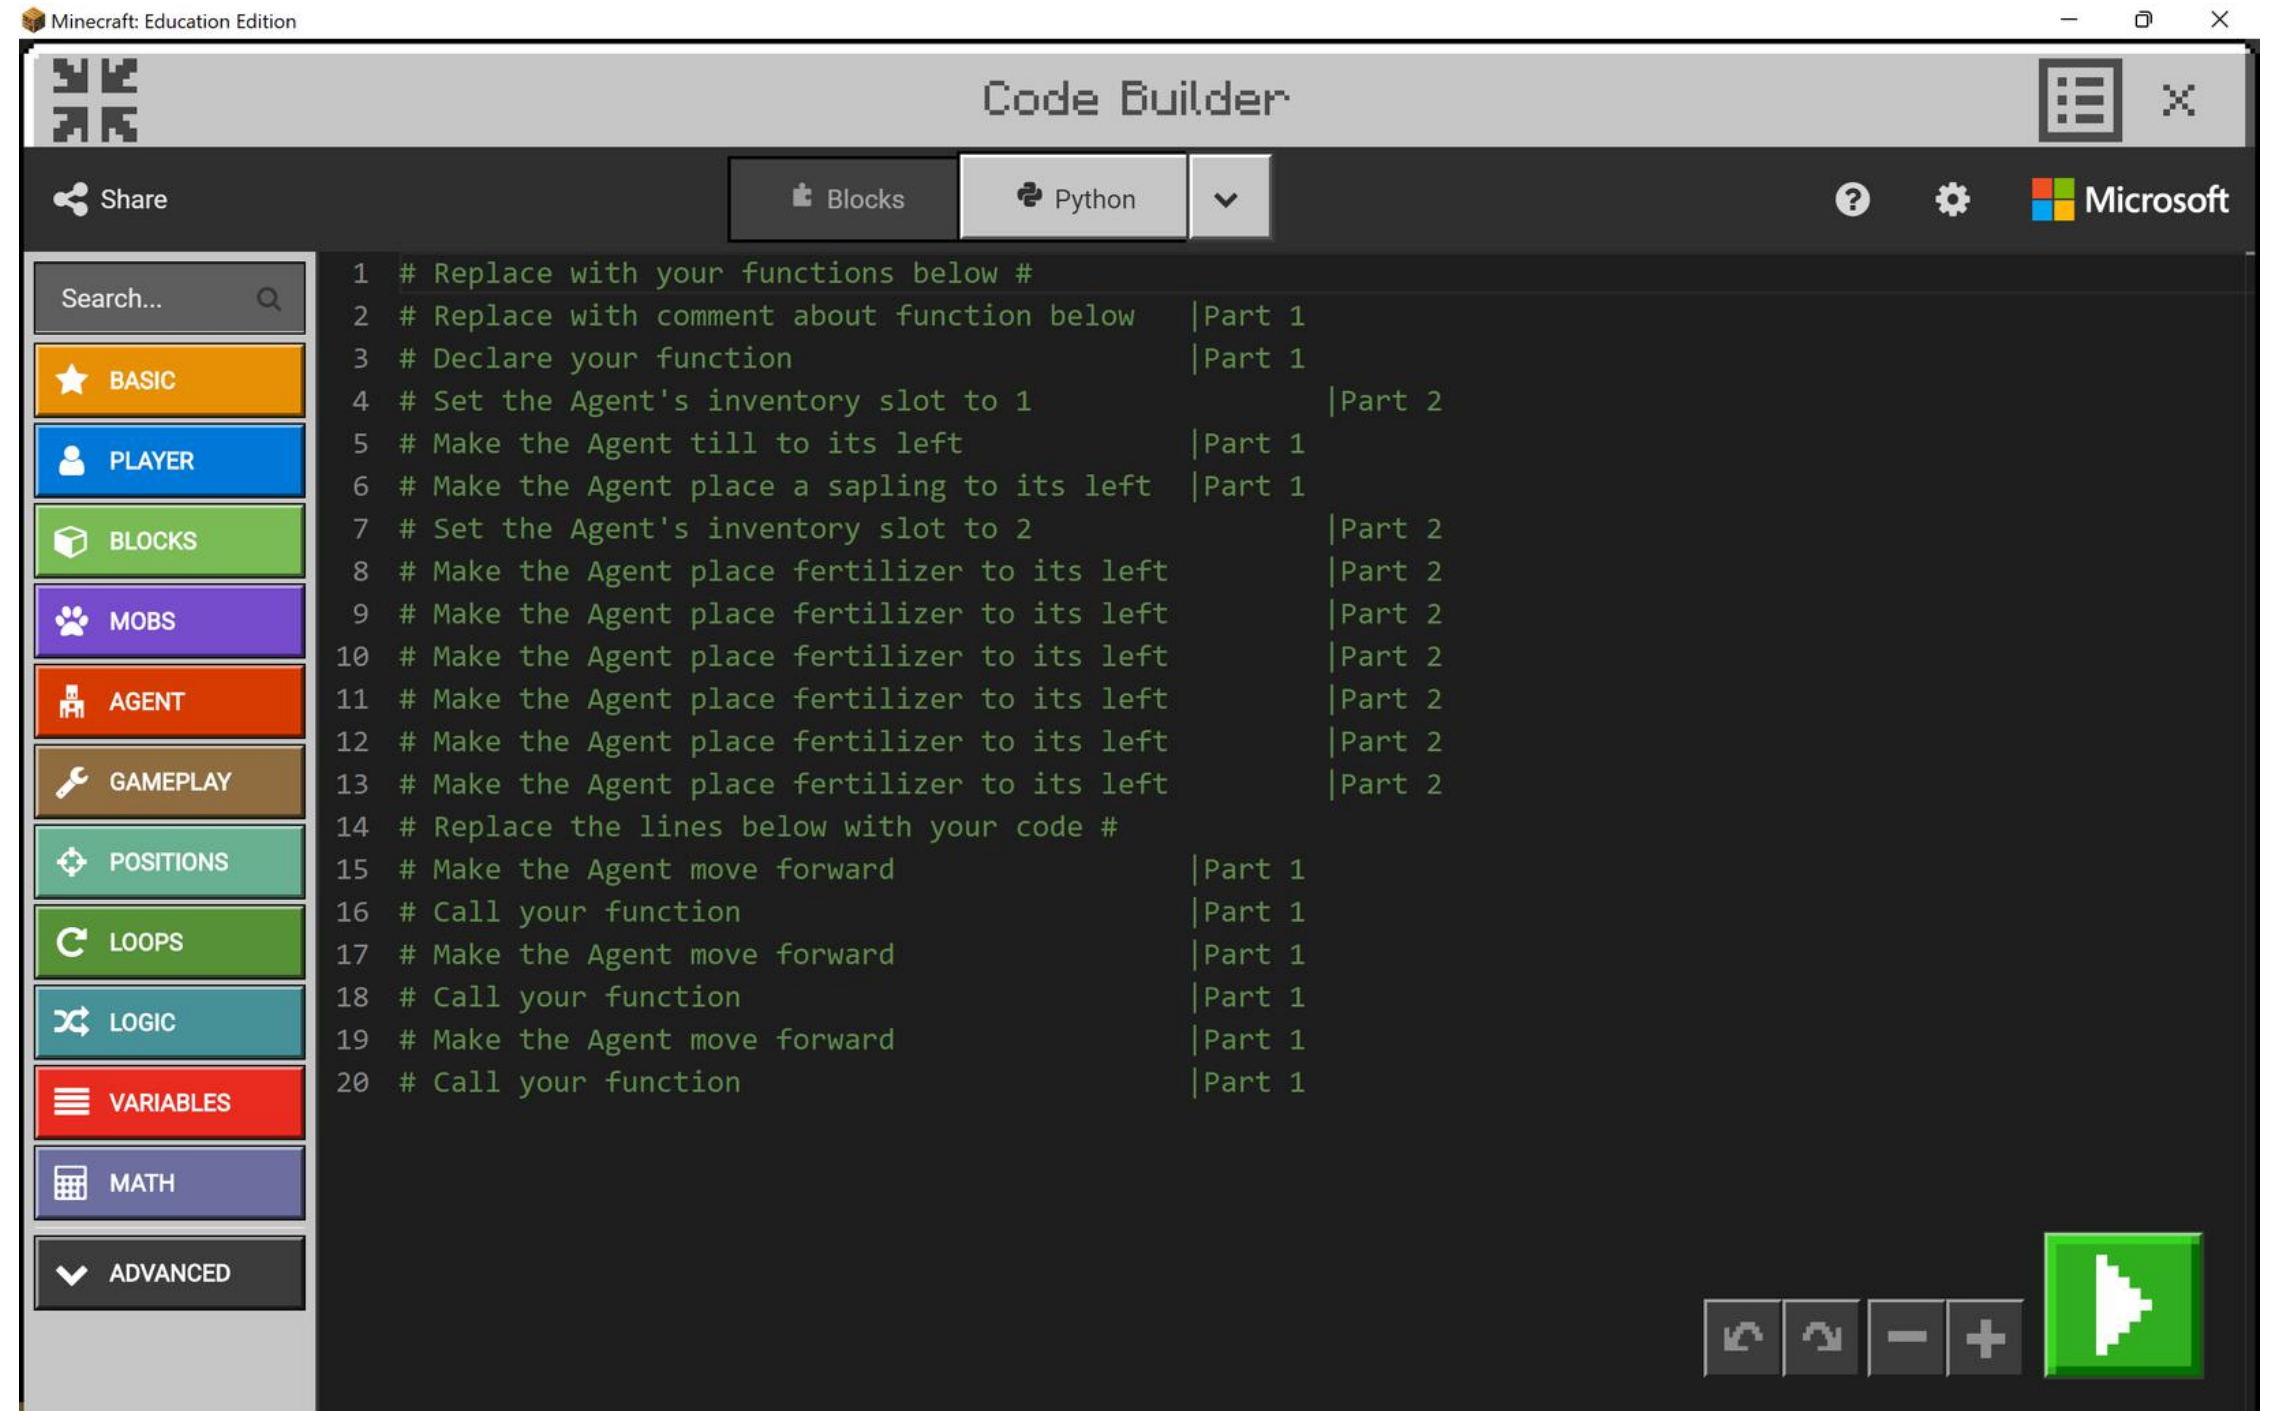 Minecraft: Education Edition
Code Builder
Share
Blocks
Python
Microsoft
Search...
BASIC
PLAYER
BLOCKS
MOBS
AGENT
GAMEPLAY
POSITIONS
LOOPS
LOGIC
VARIABLES
MATH
ADVANCED
1 # Replace with your functions below #
2 # Replace with comment about function below |Part 1
3 # Declare your function |Part 1
4 # Set the Agent's inventory slot to 1 |Part 2
5 # Make the Agent till to its left |Part 1
6 # Make the Agent place a sapling to its left |Part 1
7 # Set the Agent's inventory slot to 2 |Part 2
8 # Make the Agent place fertilizer to its left |Part 2
9 # Make the Agent place fertilizer to its left |Part 2
10 # Make the Agent place fertilizer to its left |Part 2
11 # Make the Agent place fertilizer to its left |Part 2
12 # Make the Agent place fertilizer to its left |Part 2
13 # Make the Agent place fertilizer to its left |Part 2
14 # Replace the lines below with your code #
15 # Make the Agent move forward |Part 1
16 # Call your function |Part 1
17 # Make the Agent move forward |Part 1
18 # Call your function |Part 1
19 # Make the Agent move forward |Part 1
20 # Call your function |Part 1